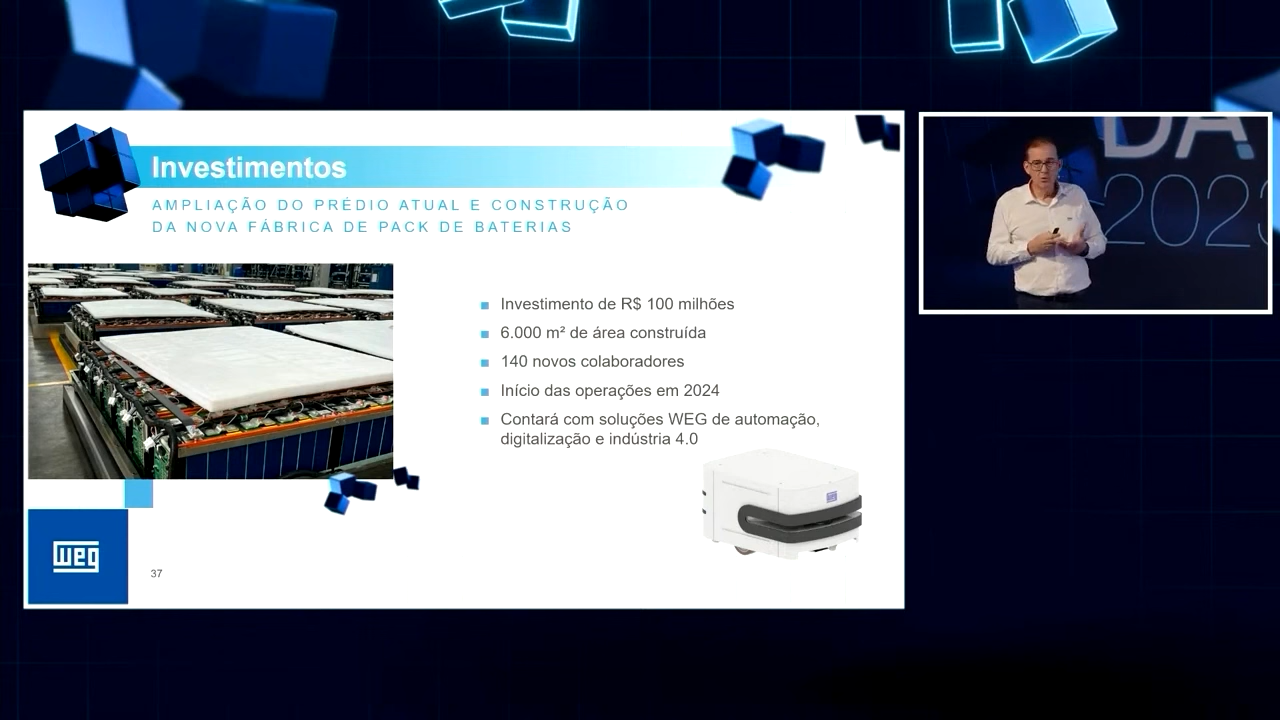 Investimentos
AMPLIAÇÃO DO PRÉDIO ATUAL E CONSTRUÇÃO
DA NOVA FÁBRICA DE PACK DE BATERIAS
Investimento de R$ 100 milhões
6.000 m² de área construída
140 novos colaboradores
Início das operações em 2024
Contará com soluções WEG de automação,
digitalização e indústria 4.0
weg
37
DA
2023